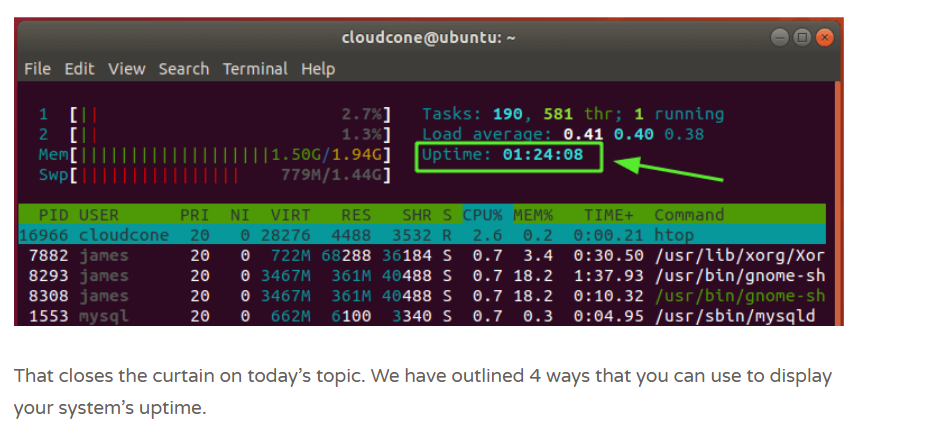 cloudcone@ubuntu: ~
File Edit View Search Terminal Help
1 [|| 2.7%] Tasks: 190, 581 thr; 1 running
2 [|| 1.3%] Load average: 0.41 0.40 0.38
Mem[|||||||||||||||||||1.50G/1.94G] Uptime: 01:24:08
Swp[|||||||||||||||| 779M/1.44G]
PID USER PRI NI VIRT RES SHR S CPU% MEM% TIME+ Command
16966 cloudcone 20 0 28276 4488 3532 R 2.6 0.2 0:00.21 htop
7882 james 20 0 722M 68288 36184 S 0.7 3.4 0:30.50 /usr/lib/xorg/Xor
8293 james 20 0 3467M 361M 40488 S 0.7 18.2 1:37.93 /usr/bin/gnome-sh
8308 james 20 0 3467M 361M 40488 S 0.7 18.2 0:10.32 /usr/bin/gnome-sh
1553 mysql 20 0 662M 6100 3340 S 0.7 0.3 0:04.95 /usr/sbin/mysqld
That closes the curtain on today’s topic. We have outlined 4 ways that you can use to display
your system’s uptime.